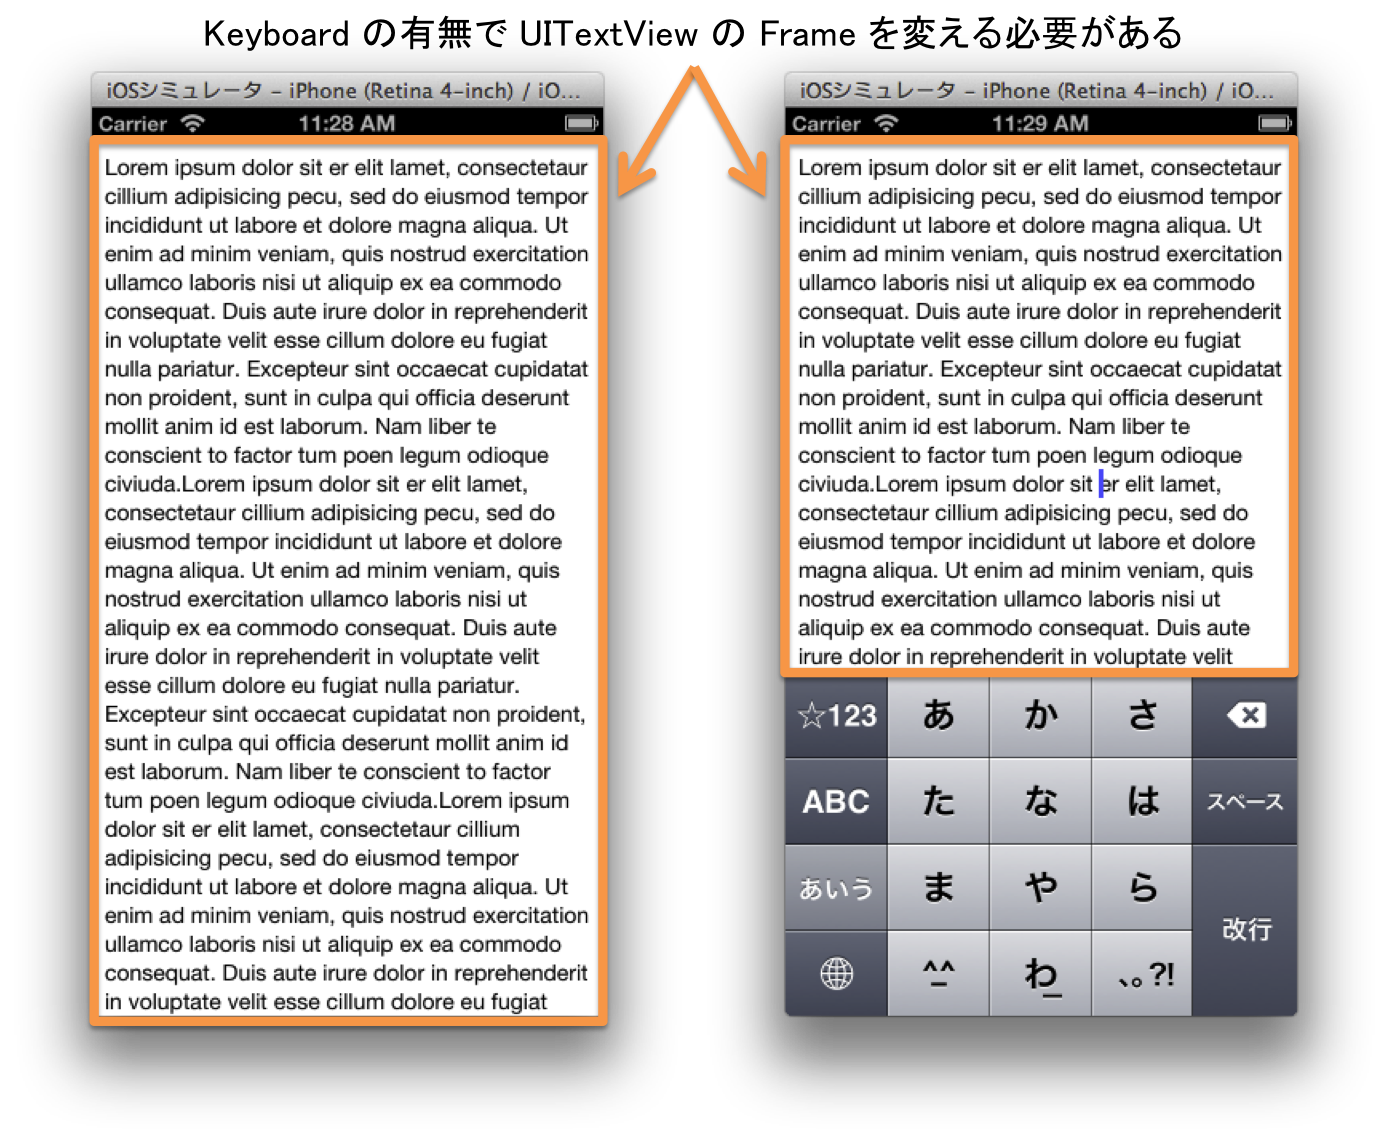 Keyboard の有無で UITextView の Frame を変える必要がある
iOSシミュレータ – iPhone (Retina 4-inch) / iO...
Carrier 11:28 AM
Lorem ipsum dolor sit er elit lamet, consectetaur
cillium adipisicing pecu, sed do eiusmod tempor
incididunt ut labore et dolore magna aliqua. Ut
enim ad minim veniam, quis nostrud exercitation
ullamco laboris nisi ut aliquip ex ea commodo
consequat. Duis aute irure dolor in reprehenderit
in voluptate velit esse cillum dolore eu fugiat
nulla pariatur. Excepteur sint occaecat cupidatat
non proident, sunt in culpa qui officia deserunt
mollit anim id est laborum. Nam liber te
conscient to factor tum poen legum odioque
civiuda.Lorem ipsum dolor sit er elit lamet,
consectetaur cillium adipisicing pecu, sed do
eiusmod tempor incididunt ut labore et dolore
magna aliqua. Ut enim ad minim veniam, quis
nostrud exercitation ullamco laboris nisi ut
aliquip ex ea commodo consequat. Duis aute
irure dolor in reprehenderit in voluptate velit
esse cillum dolore eu fugiat nulla pariatur.
Excepteur sint occaecat cupidatat non proident,
sunt in culpa qui officia deserunt mollit anim id
est laborum. Nam liber te conscient to factor
tum poen legum odioque civiuda.Lorem ipsum
dolor sit er elit lamet, consectetaur cillium
adipisicing pecu, sed do eiusmod tempor
incididunt ut labore et dolore magna aliqua. Ut
enim ad minim veniam, quis nostrud exercitation
ullamco laboris nisi ut aliquip ex ea commodo
consequat. Duis aute irure dolor in reprehenderit
in voluptate velit esse cillum dolore eu fugiat
iOSシミュレータ – iPhone (Retina 4-inch) / iO...
Carrier 11:29 AM
Lorem ipsum dolor sit er elit lamet, consectetaur
cillium adipisicing pecu, sed do eiusmod tempor
incididunt ut labore et dolore magna aliqua. Ut
enim ad minim veniam, quis nostrud exercitation
ullamco laboris nisi ut aliquip ex ea commodo
consequat. Duis aute irure dolor in reprehenderit
in voluptate velit esse cillum dolore eu fugiat
nulla pariatur. Excepteur sint occaecat cupidatat
non proident, sunt in culpa qui officia deserunt
mollit anim id est laborum. Nam liber te
conscient to factor tum poen legum odioque
civiuda.Lorem ipsum dolor sit er elit lamet,
consectetaur cillium adipisicing pecu, sed do
eiusmod tempor incididunt ut labore et dolore
magna aliqua. Ut enim ad minim veniam, quis
nostrud exercitation ullamco laboris nisi ut
aliquip ex ea commodo consequat. Duis aute
irure dolor in reprehenderit in voluptate velit
☆123 あ か さ
ABC た な は スペース
あいう ま や ら
改行
^_^ わ_ 、。?!